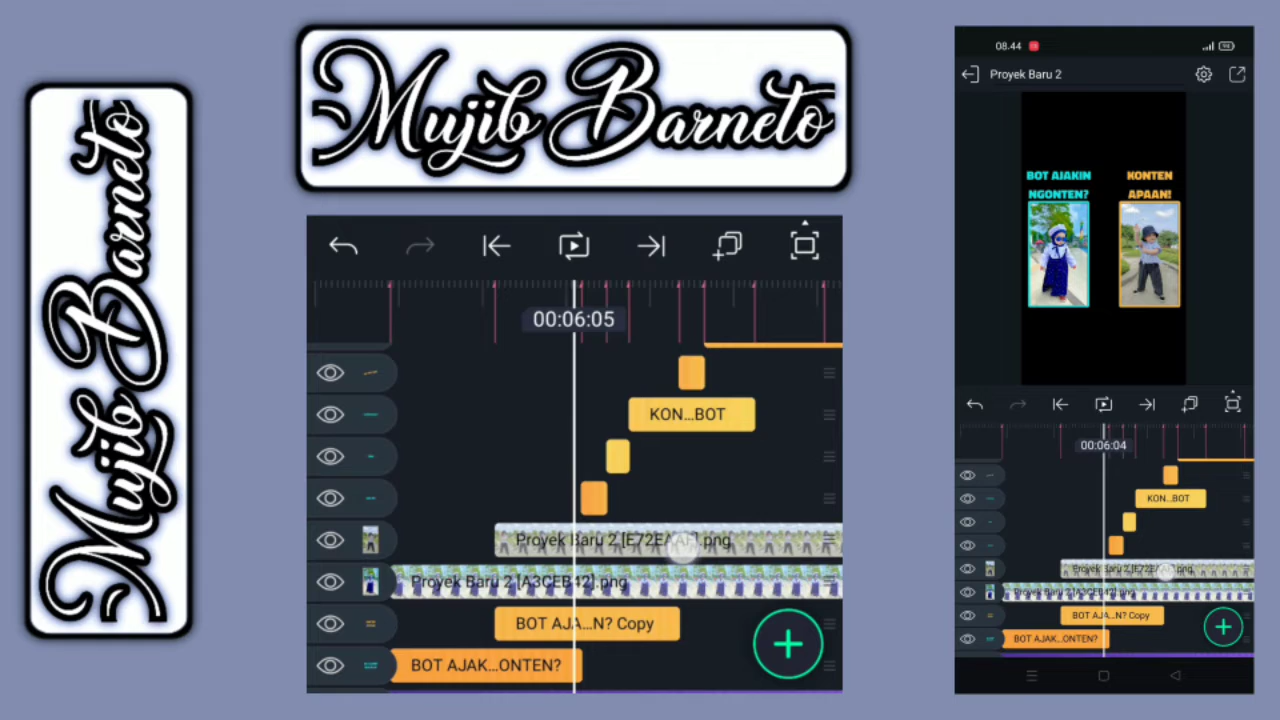 Mujib Barneto
Mujib Barneto
00:06:05
KON...BOT
Proyek Baru 2 [E72EAAF].png
Proyek Baru 2 [A3CEB42].png
BOT AJA...N? Copy
BOT AJAK...ONTEN?
08.44
Proyek Baru 2
BOT AJAKIN
NGONTEN?
KONTEN
APAAN!
00:06:04
KON...BOT
BOT AJA...N? Copy
BOT AJAK...ONTEN?